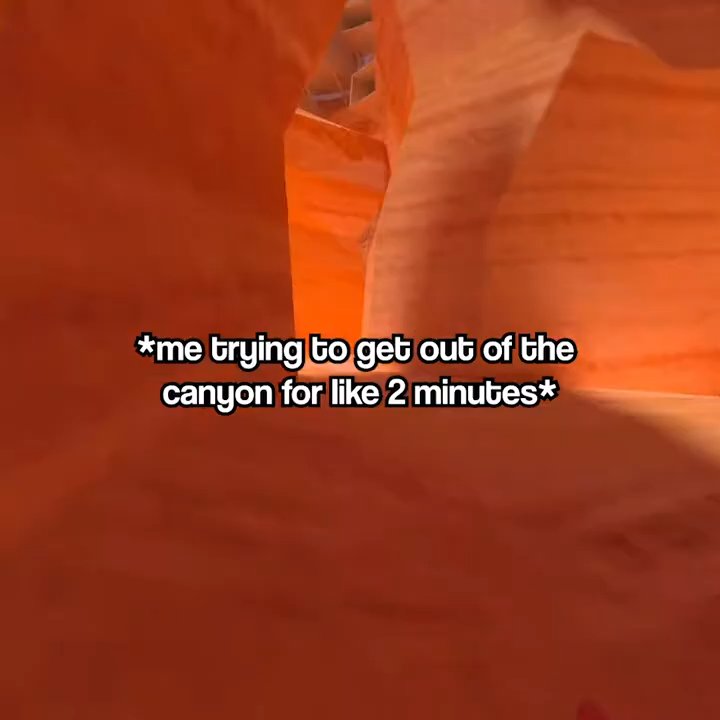 *me trying to get out of the
canyon for like 2 minutes*